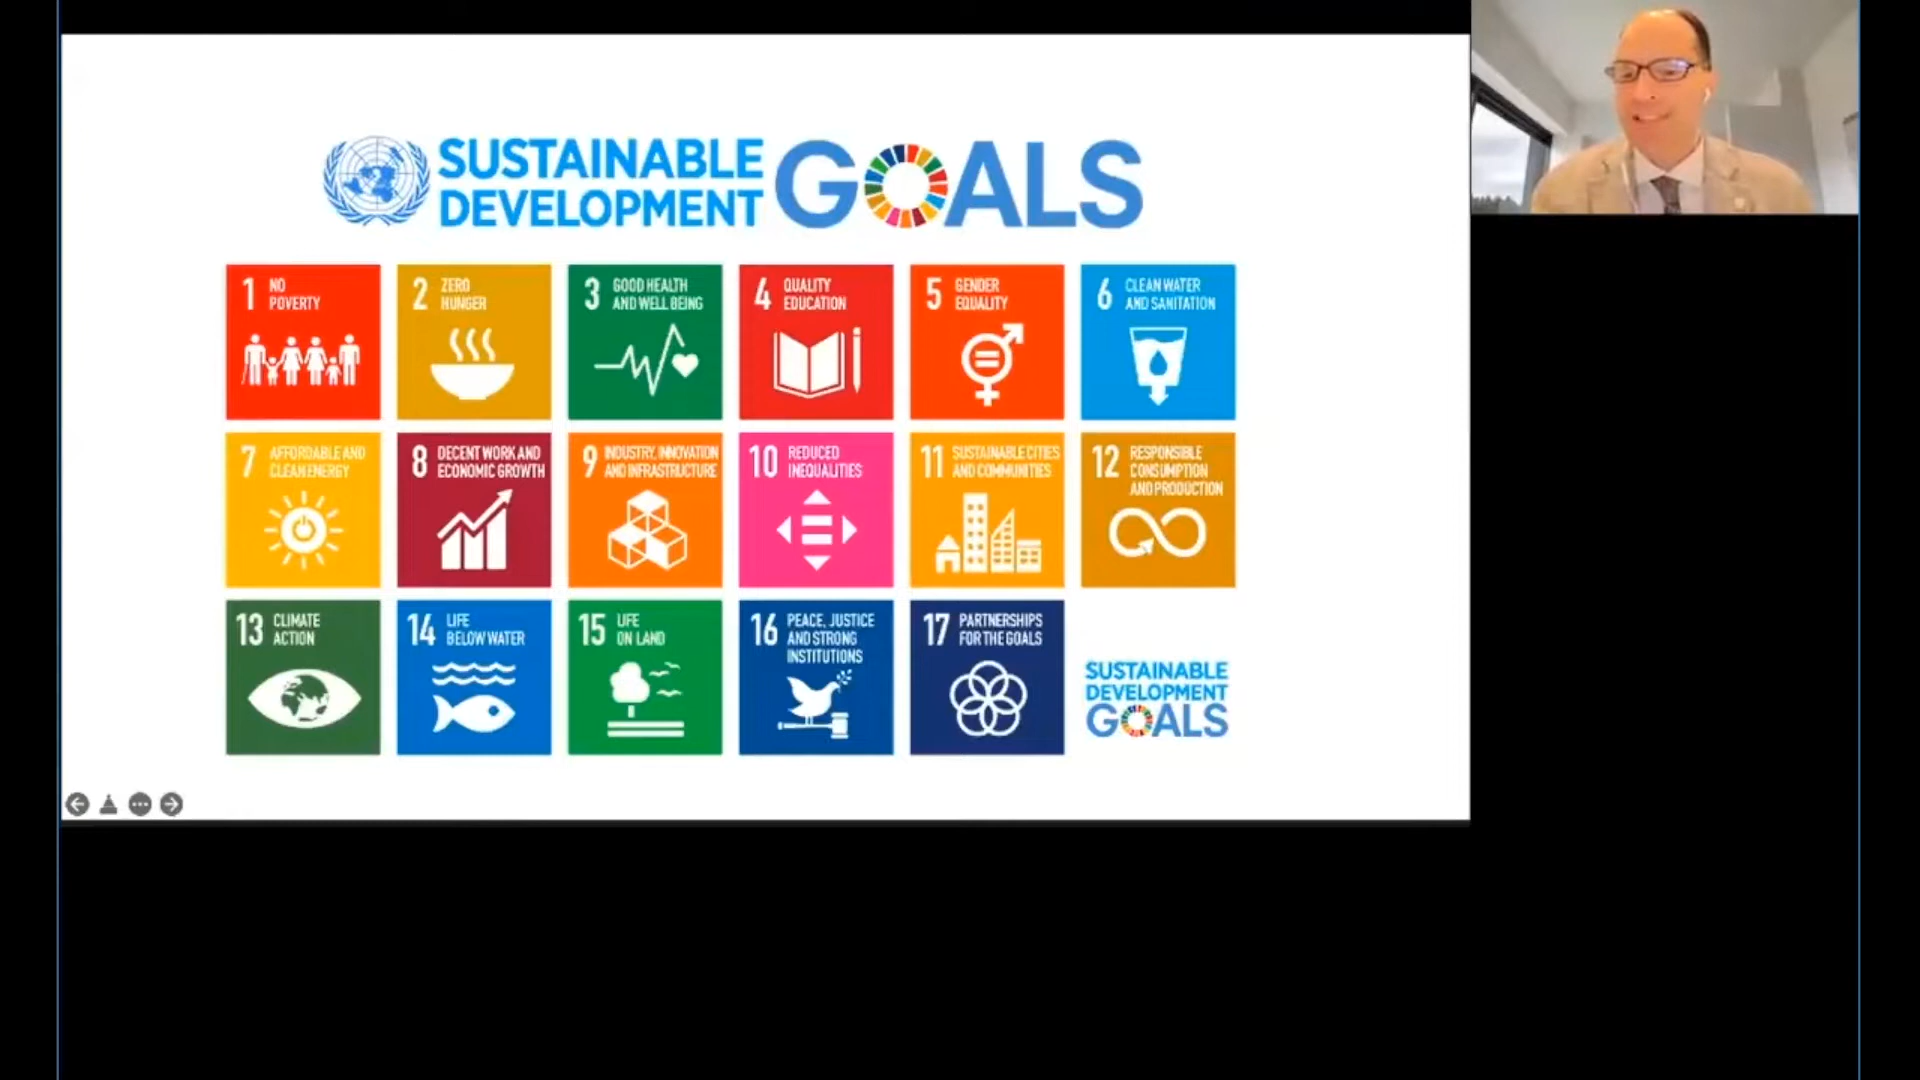 SUSTAINABLE
DEVELOPMENT
GOALS
1 NO
POVERTY
2 ZERO
HUNGER
3 GOOD HEALTH
AND WELL BEING
4 QUALITY
EDUCATION
5 GENDER
EQUALITY
6 CLEAN WATER
AND SANITATION
7 AFFORDABLE AND
CLEAN ENERGY
8 DECENT WORK AND
ECONOMIC GROWTH
9 INDUSTRY, INNOVATION
AND INFRASTRUCTURE
10 REDUCED
INEQUALITIES
11 SUSTAINABLE CITIES
AND COMMUNITIES
12 RESPONSIBLE
CONSUMPTION
AND PRODUCTION
13 CLIMATE
ACTION
14 LIFE
BELOW WATER
15 LIFE
ON LAND
16 PEACE, JUSTICE
AND STRONG
INSTITUTIONS
17 PARTNERSHIPS
FOR THE GOALS
SUSTAINABLE
DEVELOPMENT
GOALS